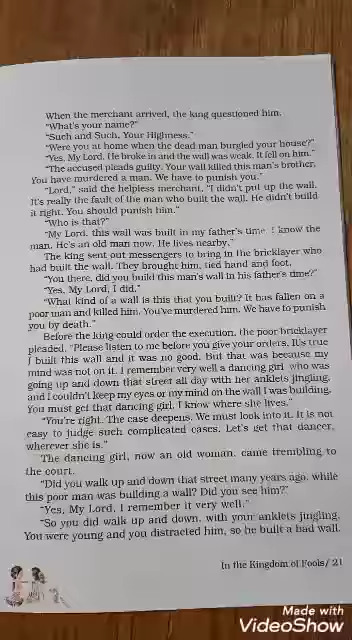 When the merchant arrived, the king questioned him.
"What's your name?"
"Such and Such, Your Highness."
"Were you at home when the dead man burgled your house?"
"Yes, My Lord. He broke in and the wall was weak. It fell on him."
"The accused pleads guilty. Your wall killed this man's brother.
You have murdered a man. We have to punish you."
"Lord," said the helpless merchant, "I didn't put up the wall.
It's really the fault of the man who built the wall. He didn't build
it right. You should punish him."
"Who is that?"
"My Lord, this wall was built in my father's time. I know the
man. He's an old man now. He lives nearby."
The king sent out messengers to bring in the bricklayer who
had built the wall. They brought him, tied hand and foot.
"You there, did you build this man's wall in his father's time?"
"Yes, My Lord, I did."
"What kind of a wall is this that you built? It has fallen on a
poor man and killed him. You've murdered him. We have to punish
you by death."
Before the king could order the execution, the poor bricklayer
pleaded, "Please listen to me before you give your orders. It's true
I built this wall and it was no good. But that was because my
mind was not on it. I remember very well a dancing girl who was
going up and down that street all day with her anklets jingling,
and I couldn't keep my eyes or my mind on the wall I was building.
You must get that dancing girl. I know where she lives."
"You're right. The case deepens. We must look into it. It is not
easy to judge such complicated cases. Let's get that dancer,
wherever she is."
The dancing girl, now an old woman, came trembling to
the court.
"Did you walk up and down that street many years ago, while
this poor man was building a wall? Did you see him?"
"Yes, My Lord, I remember it very well."
"So you did walk up and down, with your anklets jingling.
You were young and you distracted him, so he built a bad wall.
In the Kingdom of Fools/ 21
Made with
VideoShow